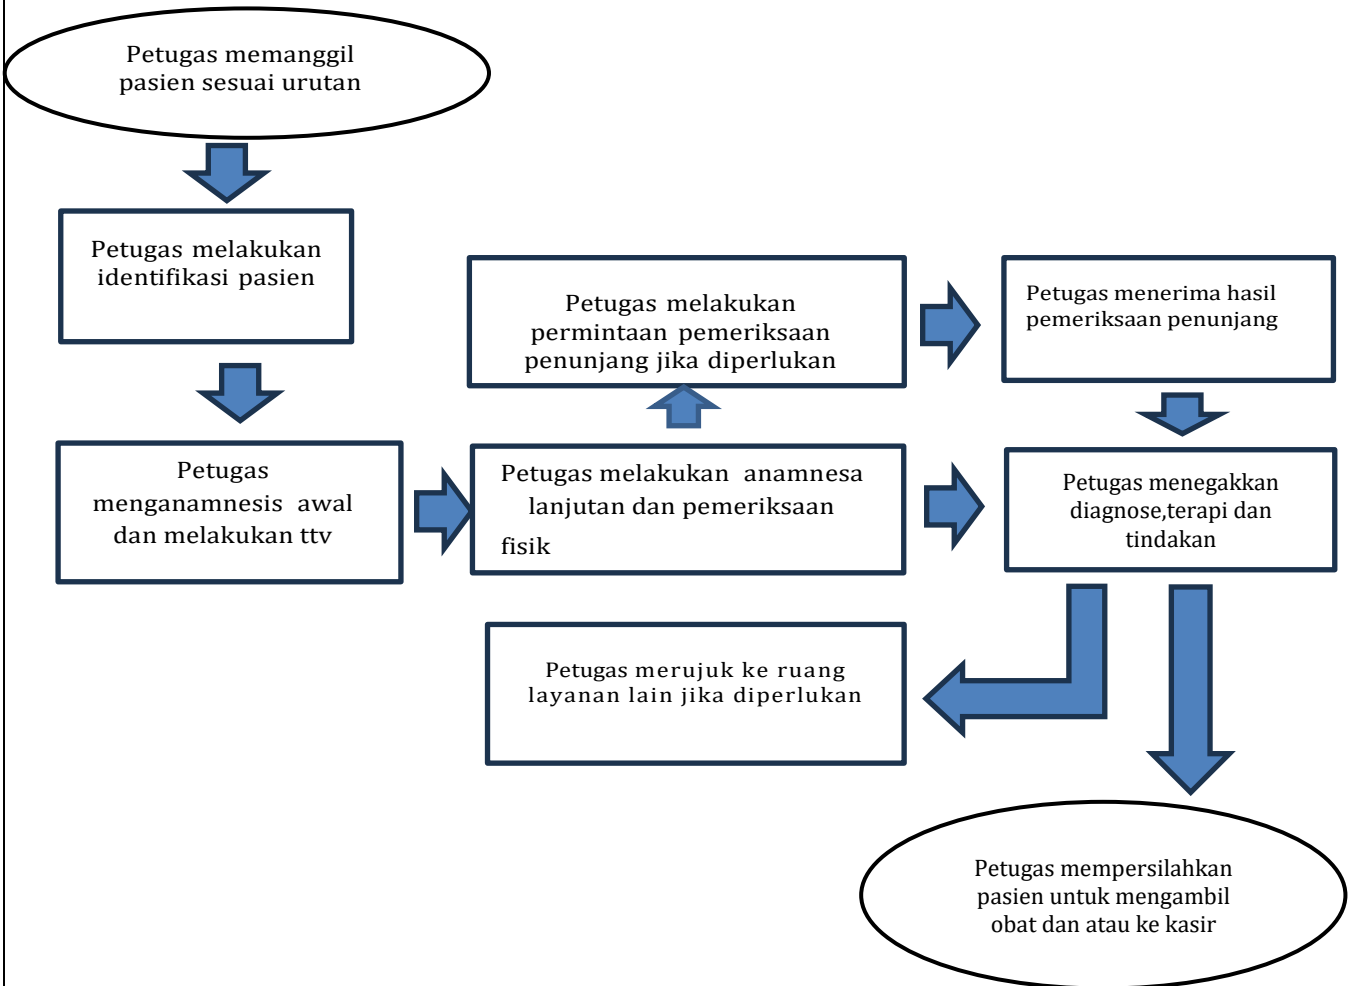 Petugas memanggil
pasien sesuai urutan
Petugas melakukan
identifikasi pasien
Petugas
menganamnesis awal
dan melakukan ttv
Petugas melakukan anamnesa
lanjutan dan pemeriksaan
fisik
Petugas melakukan
permintaan pemeriksaan
penunjang jika diperlukan
Petugas menerima hasil
pemeriksaan penunjang
Petugas menegakkan
diagnose,terapi dan
tindakan
Petugas merujuk ke ruang
layanan lain jika diperlukan
Petugas mempersilahkan
pasien untuk mengambil
obat dan atau ke kasir